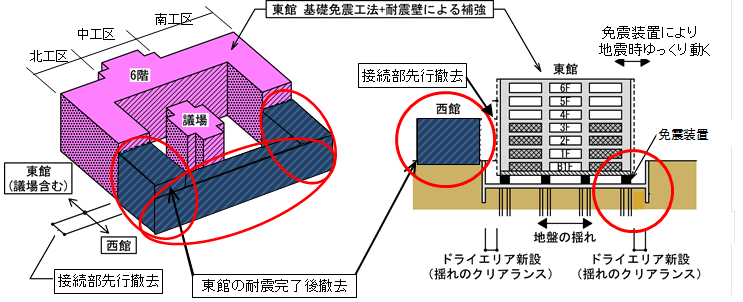 東館 基礎免震工法+耐震壁による補強
南工区
中工区
北工区
6階
議場
東館
(議場含む)
西館
接続部先行撤去
東館の耐震完了後撤去
免震装置により
地震時ゆっくり動く
東館
接続部先行撤去
西館
6F
5F
4F
3F
2F
1F
B1F
免震装置
地盤の揺れ
ドライエリア新設
(揺れのクリアランス)
ドライエリア新設
(揺れのクリアランス)